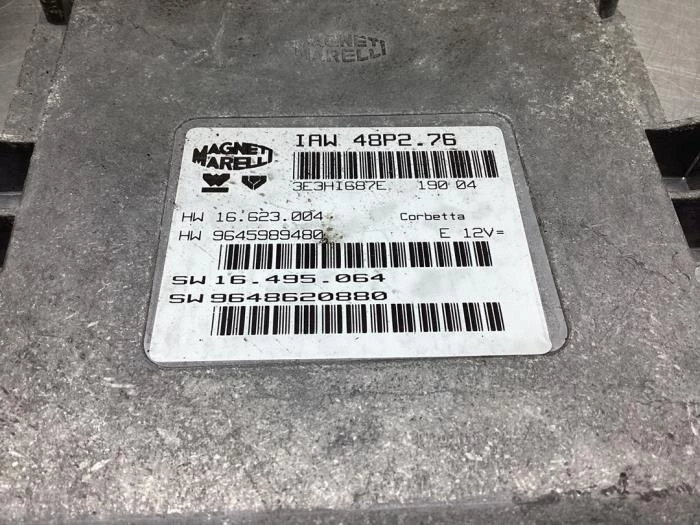 MAGNETI
MARELLI
MAGNETI
MARELLI
IAW 48P2.76
3E3HI687E 190 04
HW 16.623.004 Corbetta
HW 9645989480 E 12V=
SW 16.495.064
SW 9648620880